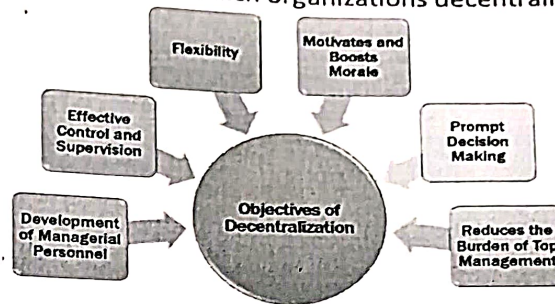 organizations decentrali
Flexibility
Motivates and
Boosts
Morale
Effective
Control and
Supervision
Prompt
Decision
Making
Objectives of
Decentralization
Development
of Managerial
Personnel
Reduces the
Burden of Top
Management